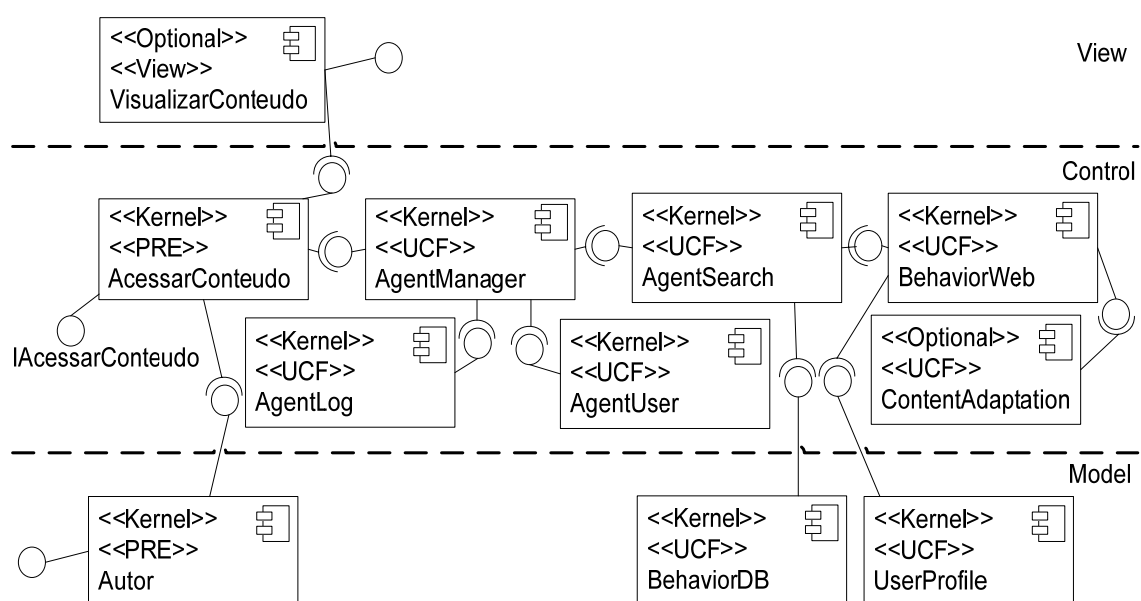 <<Optional>>
<<View>>
VisualizarConteudo
View
Control
<<Kernel>>
<<PRE>>
AcessarConteudo
<<Kernel>>
<<UCF>>
AgentManager
<<Kernel>>
<<UCF>>
AgentSearch
<<Kernel>>
<<UCF>>
BehaviorWeb
IAcessarConteudo
<<Kernel>>
<<UCF>>
AgentLog
<<Kernel>>
<<UCF>>
AgentUser
<<Optional>>
<<UCF>>
ContentAdaptation
Model
<<Kernel>>
<<PRE>>
Autor
<<Kernel>>
<<UCF>>
BehaviorDB
<<Kernel>>
<<UCF>>
UserProfile